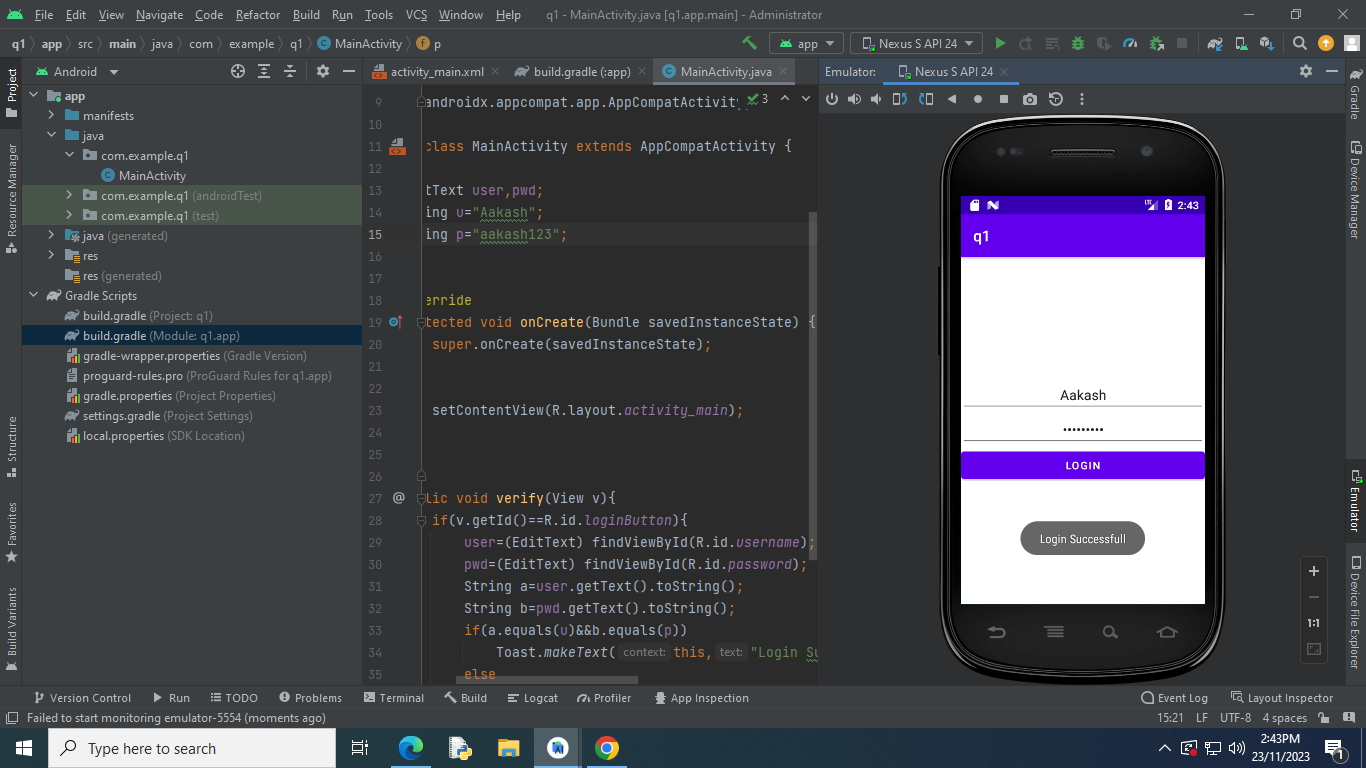 File Edit View Navigate Code Refactor Build Run Tools VCS Window Help q1 - MainActivity.java [q1.app.main] - Administrator
q1 app src main java com example q1 MainActivity p app Nexus S API 24
Android activity_main.xml build.gradle (:app) MainActivity.java Emulator: Nexus S API 24
Project
Resource Manager
Structure
Favorites
Build Variants
app
manifests
java
com.example.q1
MainActivity
com.example.q1 (androidTest)
com.example.q1 (test)
java (generated)
res
res (generated)
Gradle Scripts
build.gradle (Project: q1)
build.gradle (Module: q1.app)
gradle-wrapper.properties (Gradle Version)
proguard-rules.pro (ProGuard Rules for q1.app)
gradle.properties (Project Properties)
settings.gradle (Project Settings)
local.properties (SDK Location)
9 androidx.appcompat.app.AppCompatActivity 3
10
11 class MainActivity extends AppCompatActivity {
12
13 tText user,pwd;
14 ing u="Aakash";
15 ing p="aakash123";
16
17
18 erride
19 tected void onCreate(Bundle savedInstanceState) {
20 super.onCreate(savedInstanceState);
21
22
23 setContentView(R.layout.activity_main);
24
25
26
27 @ lic void verify(View v){
28 if(v.getId()==R.id.loginButton){
29 user=(EditText) findViewById(R.id.username);
30 pwd=(EditText) findViewById(R.id.password);
31 String a=user.getText().toString();
32 String b=pwd.getText().toString();
33 if(a.equals(u)&&b.equals(p))
34 Toast.makeText( context: this, text: "Login Su
35 else
2:43
q1
Aakash
•••••••••
LOGIN
Login Successfull
1:1
Gradle
Device Manager
Emulator
Device File Explorer
Version Control Run TODO Problems Terminal Build Logcat Profiler App Inspection Event Log Layout Inspector
Failed to start monitoring emulator-5554 (moments ago) 15:21 LF UTF-8 4 spaces
Type here to search 2:43PM
23/11/2023 1